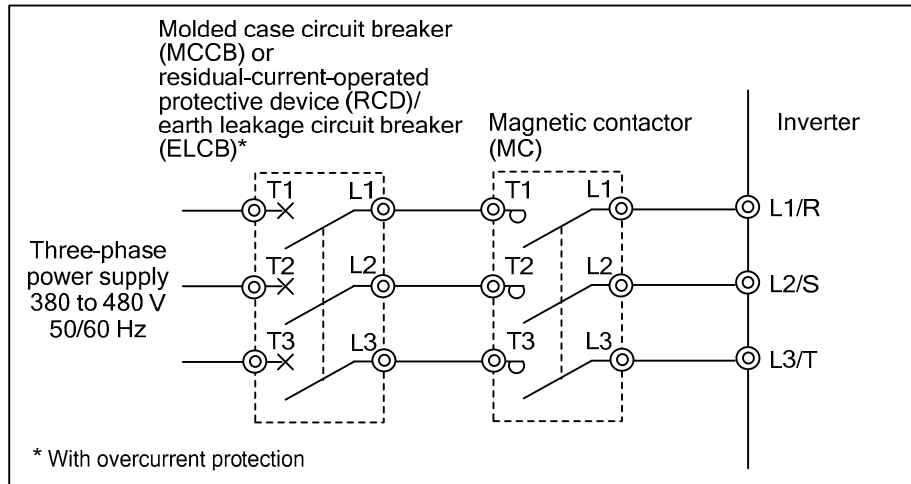 Molded case circuit breaker
(MCCB) or
residual-current-operated
protective device (RCD)/
earth leakage circuit breaker
(ELCB)*
Magnetic contactor
(MC)
Inverter
T1
L1
T1
L1
L1/R
Three-phase
power supply
380 to 480 V
50/60 Hz
T2
L2
T2
L2
L2/S
T3
L3
T3
L3
L3/T
* With overcurrent protection